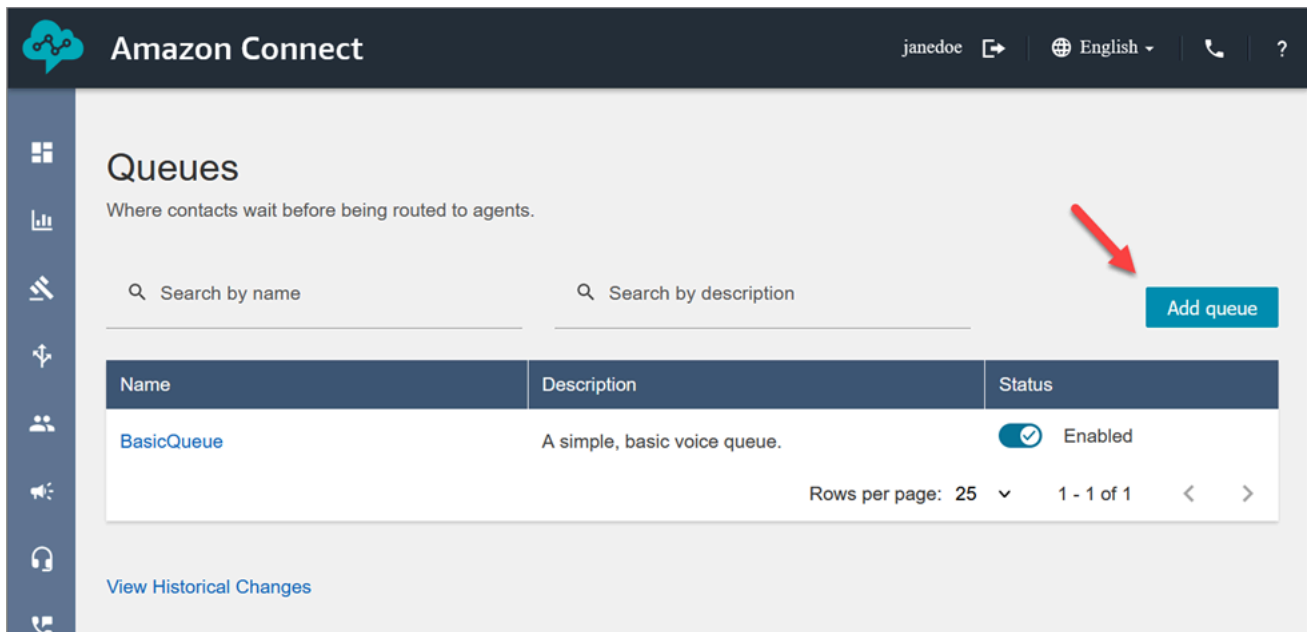 Amazon Connect
janedoe English ?
Queues
Where contacts wait before being routed to agents.
Search by name Search by description Add queue
Name Description Status
BasicQueue A simple, basic voice queue. Enabled
Rows per page: 25 1 - 1 of 1
View Historical Changes